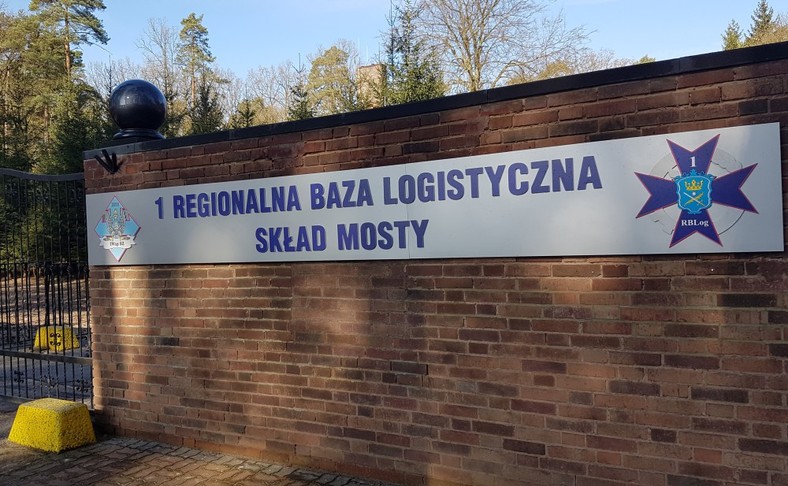 1 REGIONALNA BAZA LOGISTYCZNA
SKŁAD MOSTY
1
RBLog